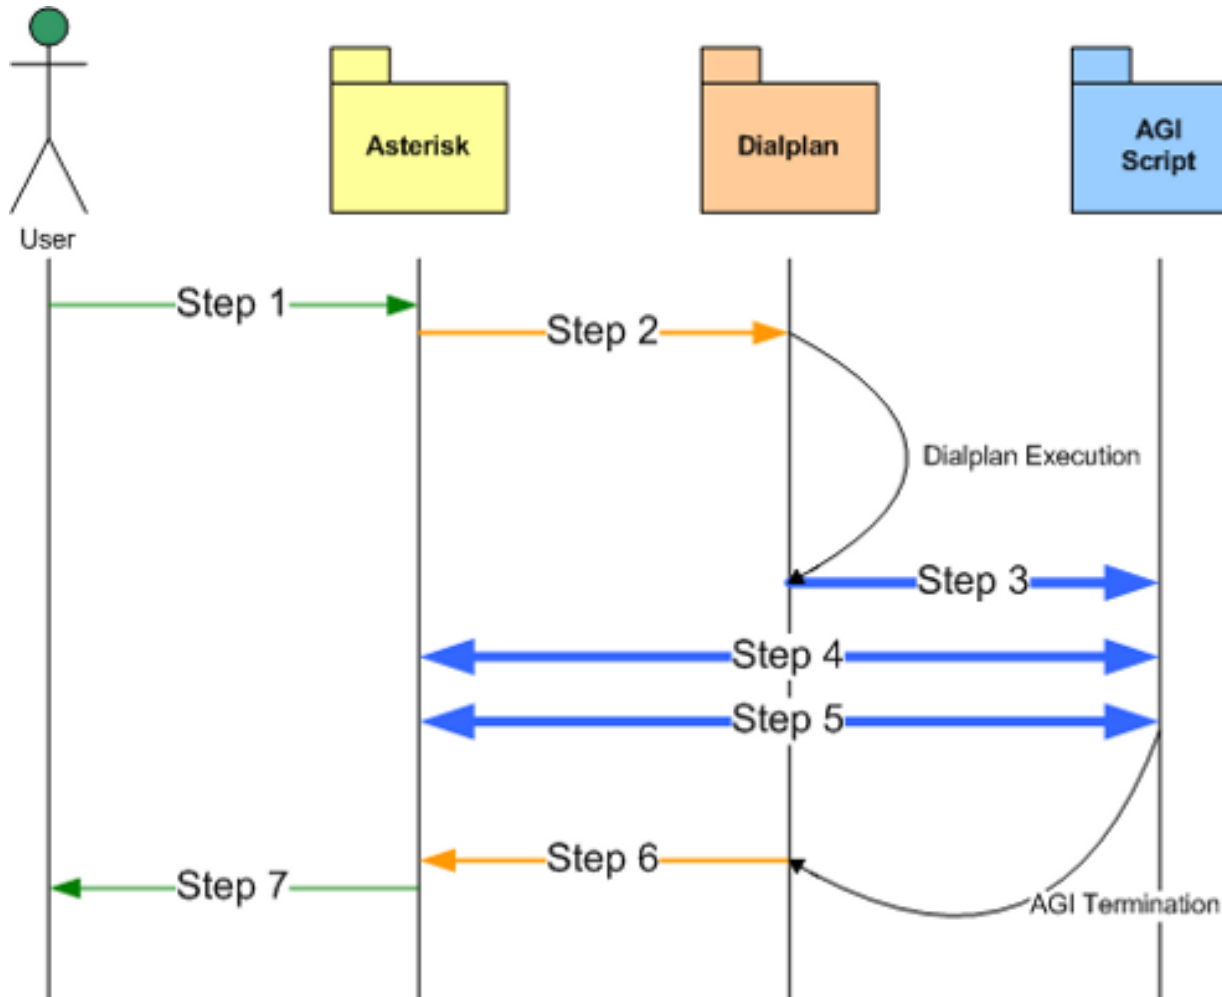 Asterisk
Dialplan
AGI
Script
User
Step 1
Step 2
Dialplan Execution
Step 3
Step 4
Step 5
Step 6
Step 7
AGI Termination